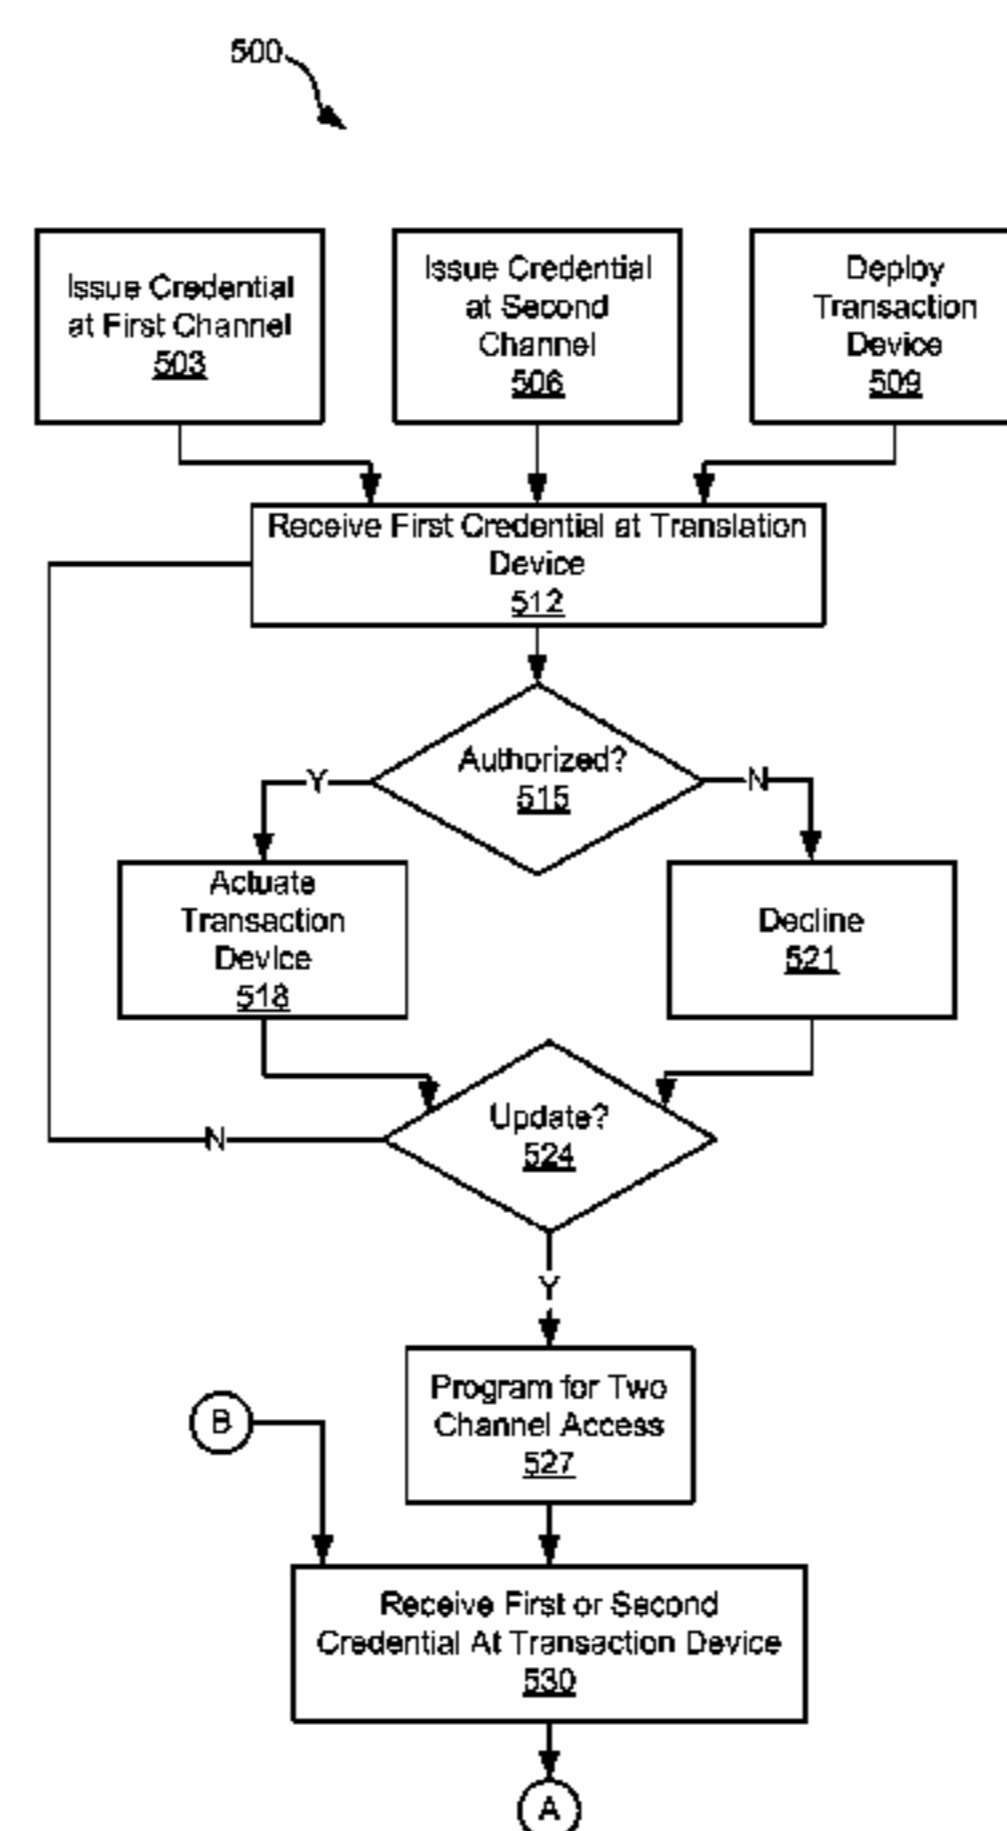 500
Issue Credential
at First Channel
503
Issue Credential
at Second
Channel
506
Deploy
Transaction
Device
509
Receive First Credential at Translation
Device
512
Authorized?
515
Y
N
Actuate
Transaction
Device
518
Decline
521
Update?
524
N
Y
Program for Two
Channel Access
527
B
Receive First or Second
Credential At Transaction Device
530
A